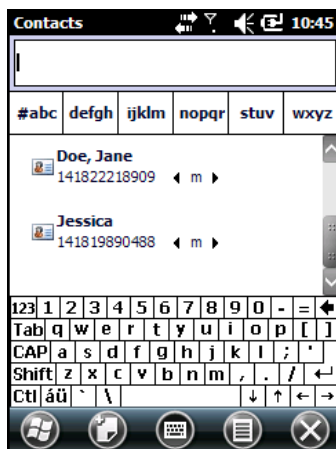 Contacts 10:45
#abc defgh ijklm nopqr stuv wxyz
Doe, Jane
141822218909 m
Jessica
141819890488 m
123 1 2 3 4 5 6 7 8 9 0 - =
Tab q w e r t y u i o p [ ]
CAP a s d f g h j k l ; '
Shift z x c v b n m , . /
Ctl áü ` \